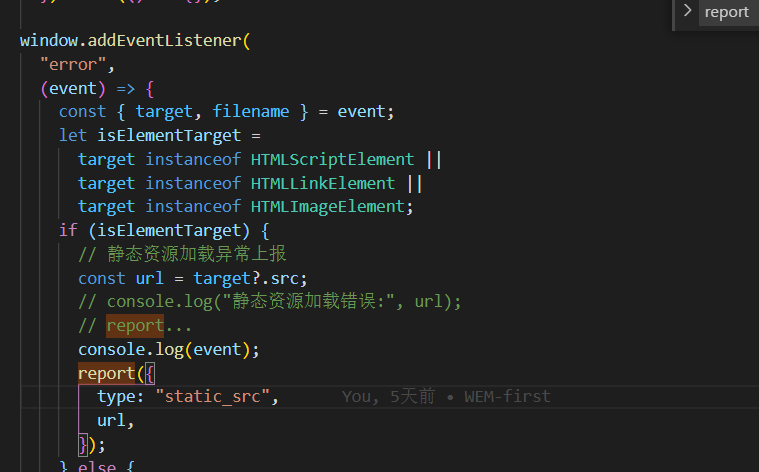 report
window.addEventListener(
"error",
(event) => {
const { target, filename } = event;
let isElementTarget =
target instanceof HTMLScriptElement ||
target instanceof HTMLLinkElement ||
target instanceof HTMLImageElement;
if (isElementTarget) {
// 静态资源加载异常上报
const url = target?.src;
// console.log("静态资源加载错误:", url);
// report...
console.log(event);
report({
type: "static_src", You, 5天前 • WEM-first
url,
});
} else {